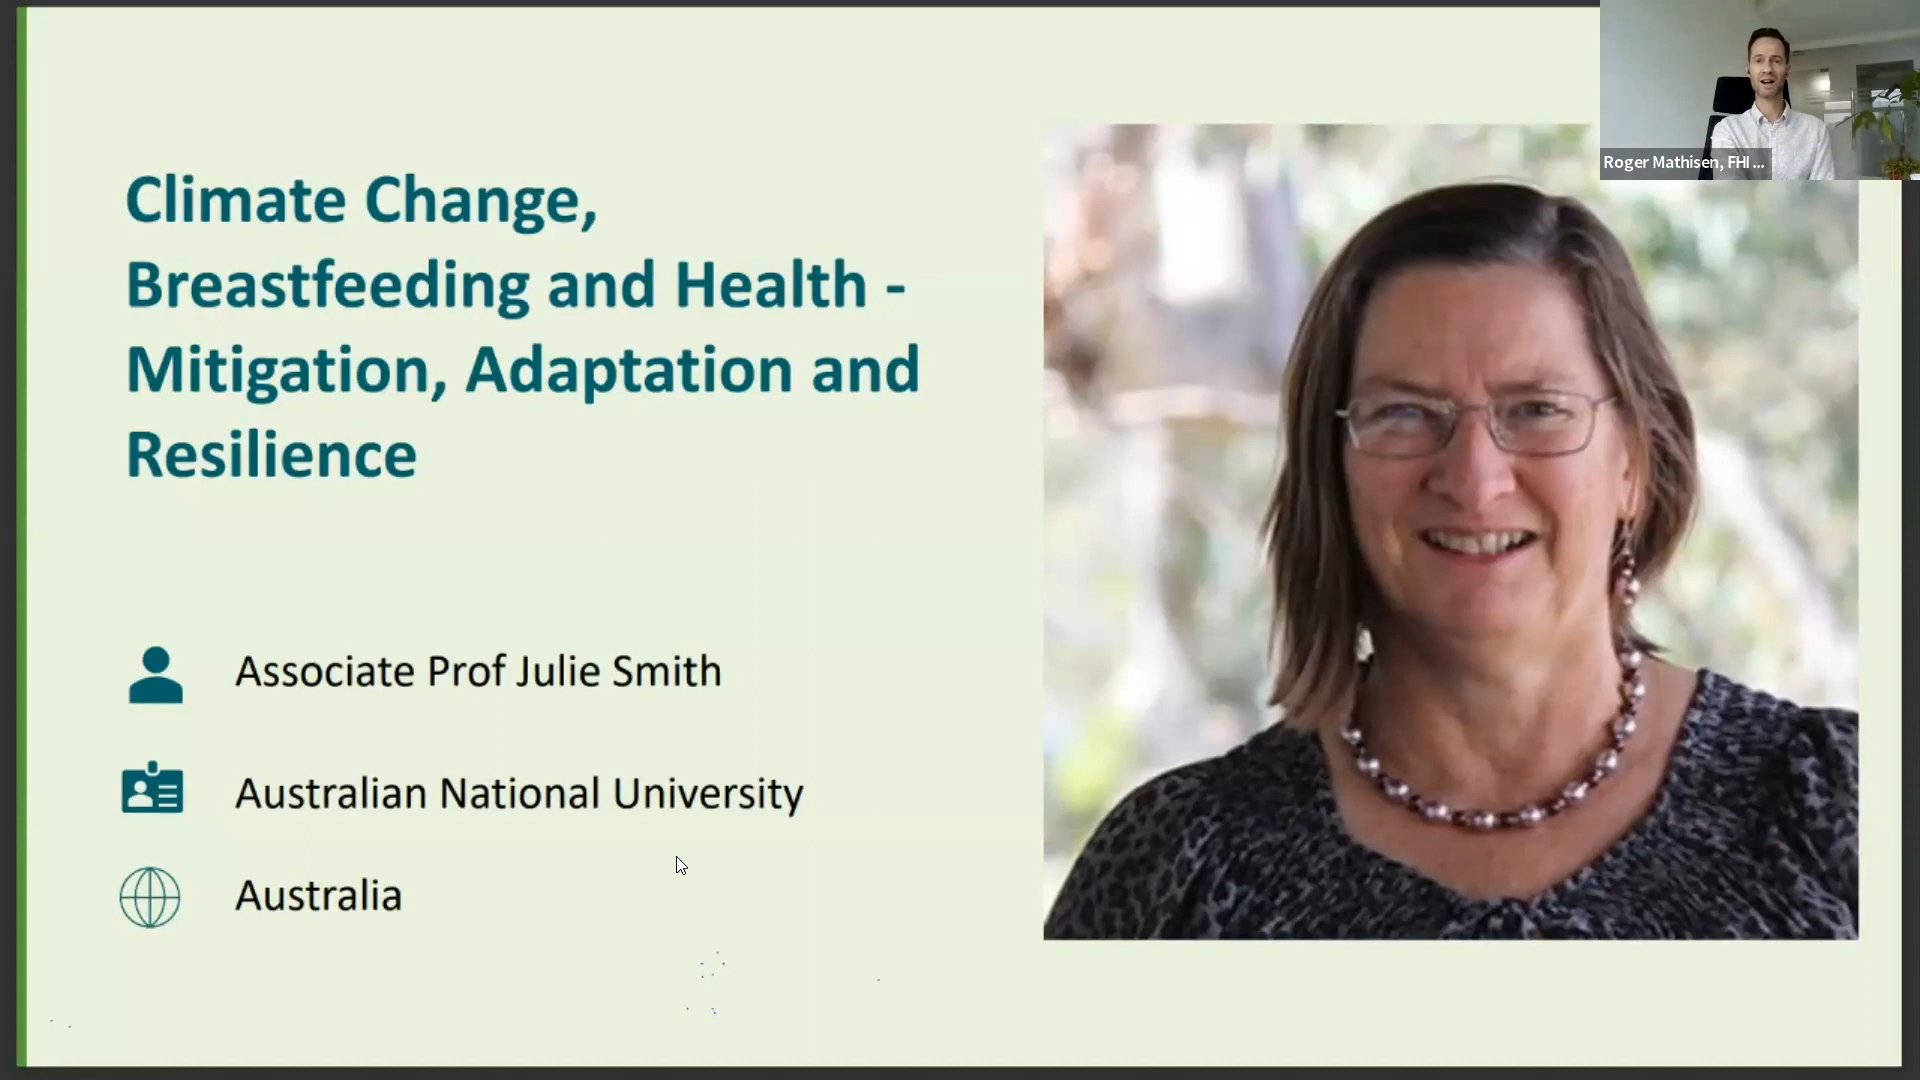 Climate Change,
Breastfeeding and Health -
Mitigation, Adaptation and
Resilience
Associate Prof Julie Smith
Australian National University
Australia
Roger Mathisen, FHI ...